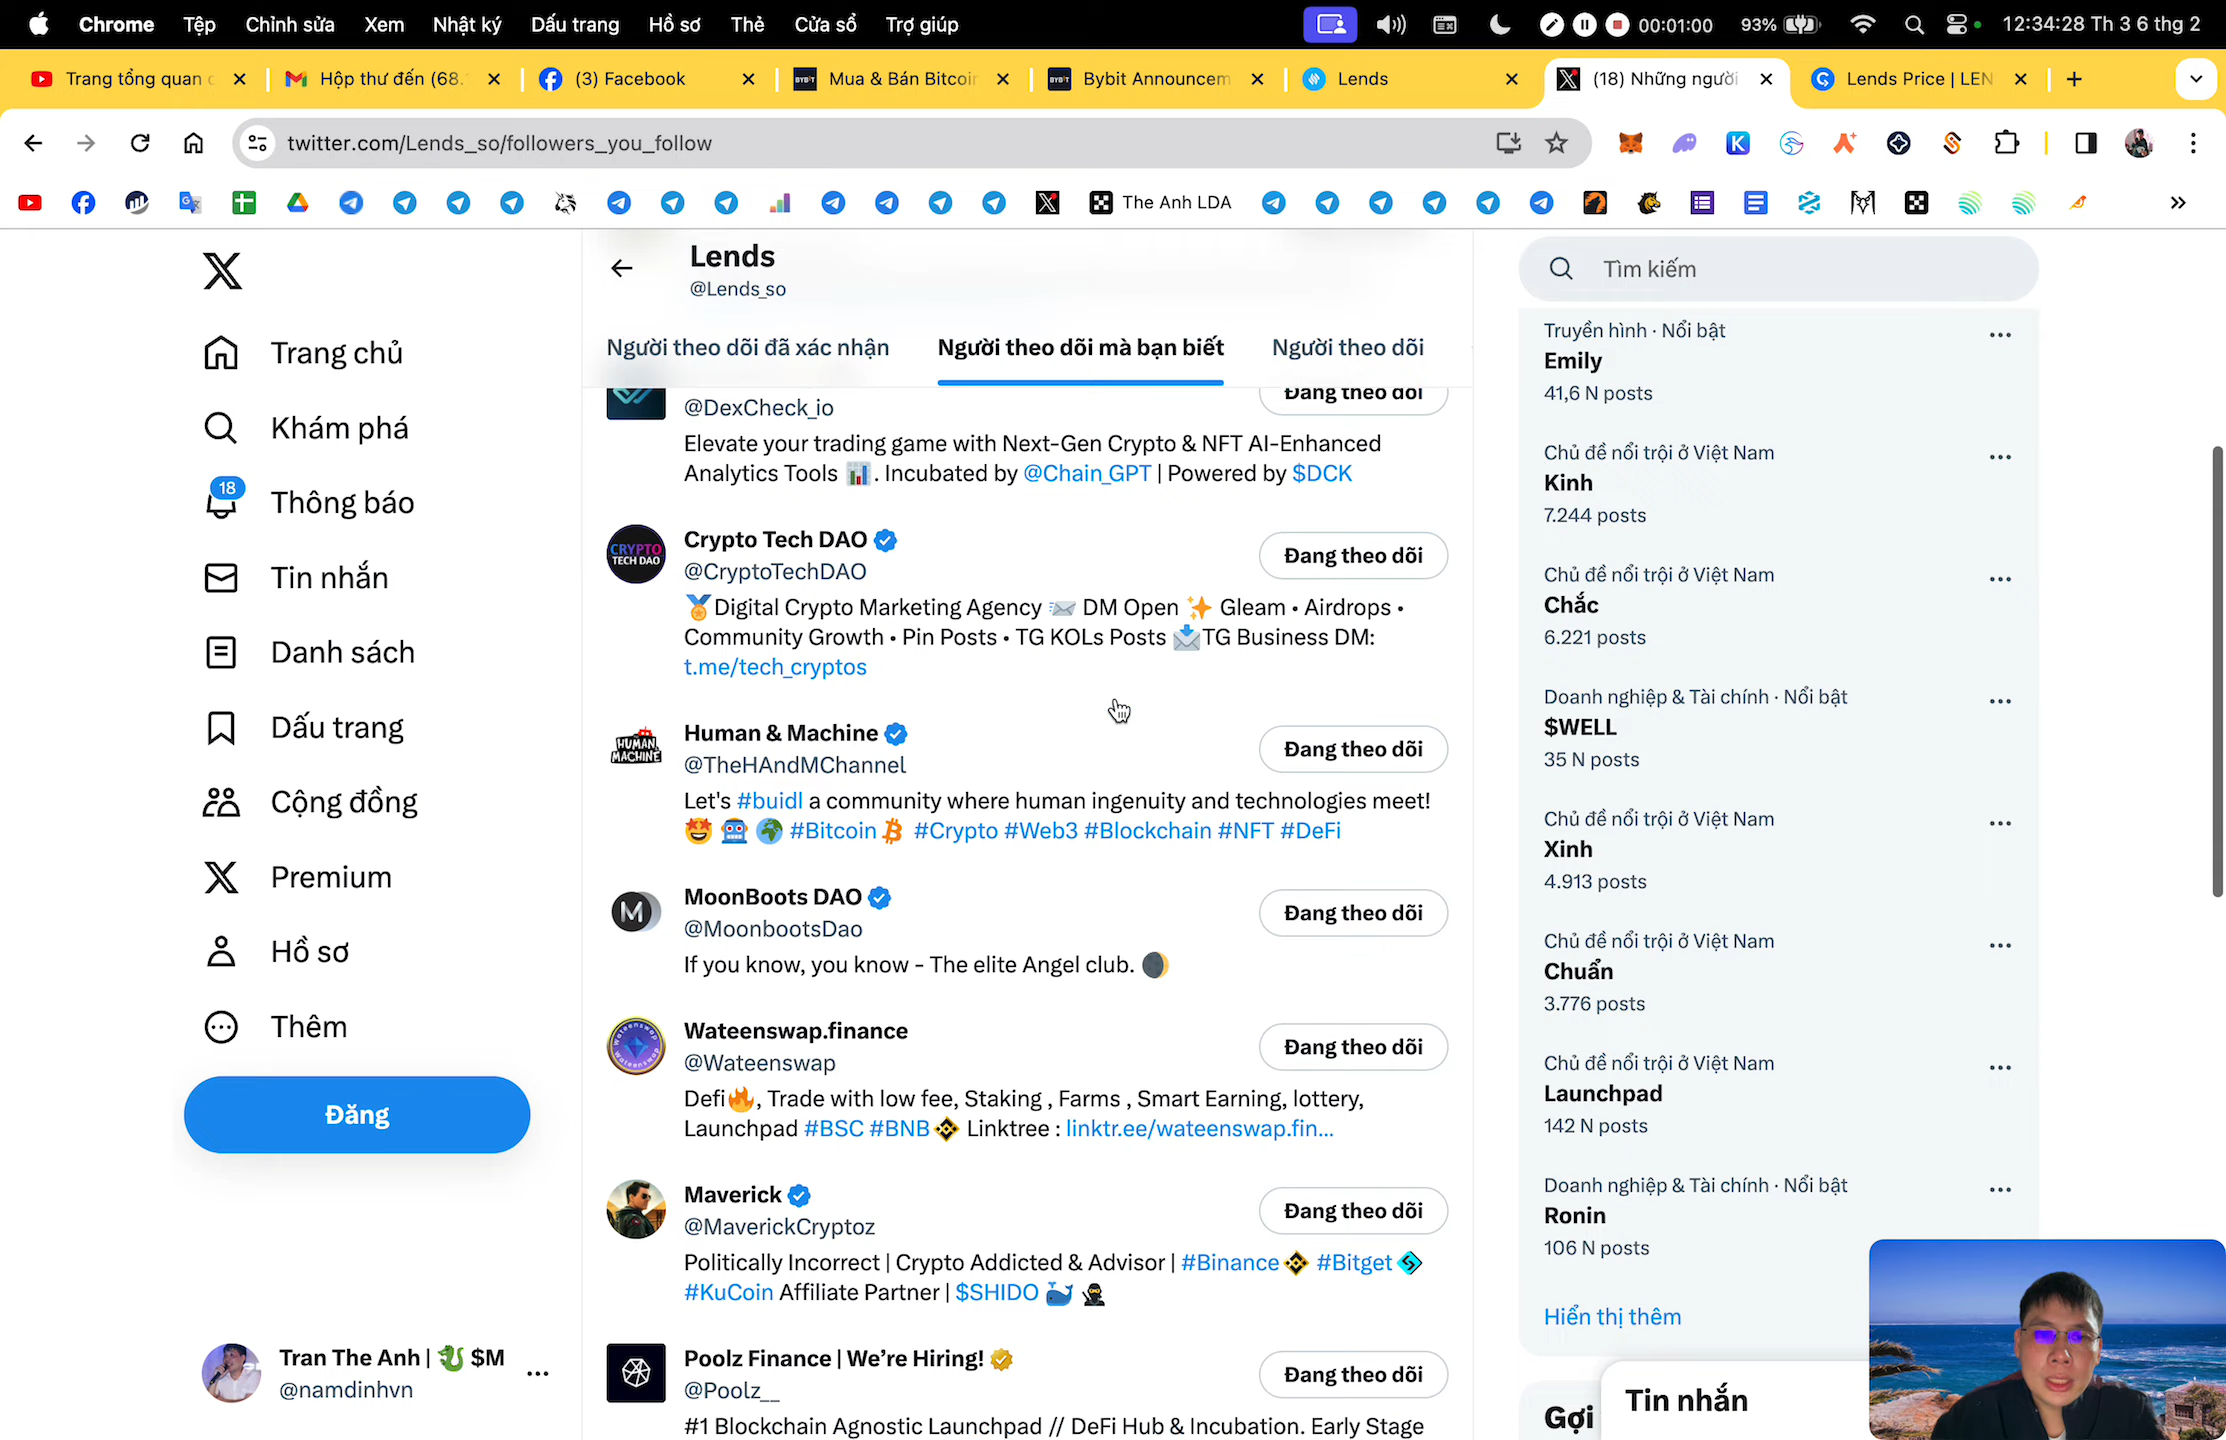 Chrome Tệp Chỉnh sửa Xem Nhật ký Dấu trang Hồ sơ Thẻ Cửa sổ Trợ giúp 00:01:00 93% 12:34:28 Th 3 6 thg 2
Trang tổng quan c Hộp thư đến (68. (3) Facebook Mua & Bán Bitcoin Bybit Announcem Lends (18) Những người Lends Price | LEN
twitter.com/Lends_so/followers_you_follow
The Anh LDA
Lends
@Lends_so
Người theo dõi đã xác nhận Người theo dõi mà bạn biết Người theo dõi
Trang chủ
Khám phá
18
Thông báo
Tin nhắn
Danh sách
Dấu trang
Cộng đồng
Premium
Hồ sơ
Thêm
Đăng
Tran The Anh | 🐉 $M
@namdinhvn
@DexCheck_io
Đang theo dõi
Elevate your trading game with Next-Gen Crypto & NFT AI-Enhanced
Analytics Tools 📊. Incubated by @Chain_GPT | Powered by $DCK
Crypto Tech DAO
@CryptoTechDAO
Đang theo dõi
🏅Digital Crypto Marketing Agency 📨 DM Open ✨ Gleam • Airdrops •
Community Growth • Pin Posts • TG KOLs Posts 📩TG Business DM:
t.me/tech_cryptos
CRYPTO
TECH DAO
Human & Machine
@TheHAndMChannel
Đang theo dõi
Let's #buidl a community where human ingenuity and technologies meet!
🤩 🤖 🌍 #Bitcoin #Crypto #Web3 #Blockchain #NFT #DeFi
HUMAN
MACHINE
MoonBoots DAO
@MoonbootsDao
Đang theo dõi
If you know, you know - The elite Angel club. 🌒
M
Wateenswap.finance
@Wateenswap
Đang theo dõi
Defi🔥, Trade with low fee, Staking , Farms , Smart Earning, lottery,
Launchpad #BSC #BNB Linktree : linktr.ee/wateenswap.fin…
Maverick
@MaverickCryptoz
Đang theo dõi
Politically Incorrect | Crypto Addicted & Advisor | #Binance #Bitget
#KuCoin Affiliate Partner | $SHIDO 🐳 🥷
Poolz Finance | We're Hiring!
@Poolz__
Đang theo dõi
#1 Blockchain Agnostic Launchpad // DeFi Hub & Incubation. Early Stage
Tìm kiếm
Truyền hình · Nổi bật
Emily
41,6 N posts
Chủ đề nổi trội ở Việt Nam
Kinh
7.244 posts
Chủ đề nổi trội ở Việt Nam
Chắc
6.221 posts
Doanh nghiệp & Tài chính · Nổi bật
$WELL
35 N posts
Chủ đề nổi trội ở Việt Nam
Xinh
4.913 posts
Chủ đề nổi trội ở Việt Nam
Chuẩn
3.776 posts
Chủ đề nổi trội ở Việt Nam
Launchpad
142 N posts
Doanh nghiệp & Tài chính · Nổi bật
Ronin
106 N posts
Hiển thị thêm
Gợi
Tin nhắn